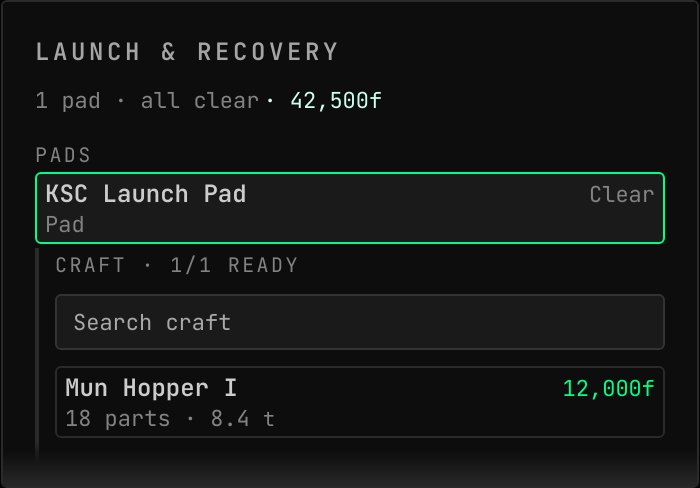 LAUNCH & RECOVERY
1 pad · all clear · 42,500f
PADS
KSC Launch Pad Clear
Pad
CRAFT · 1/1 READY
Search craft
Mun Hopper I 12,000f
18 parts · 8.4 t